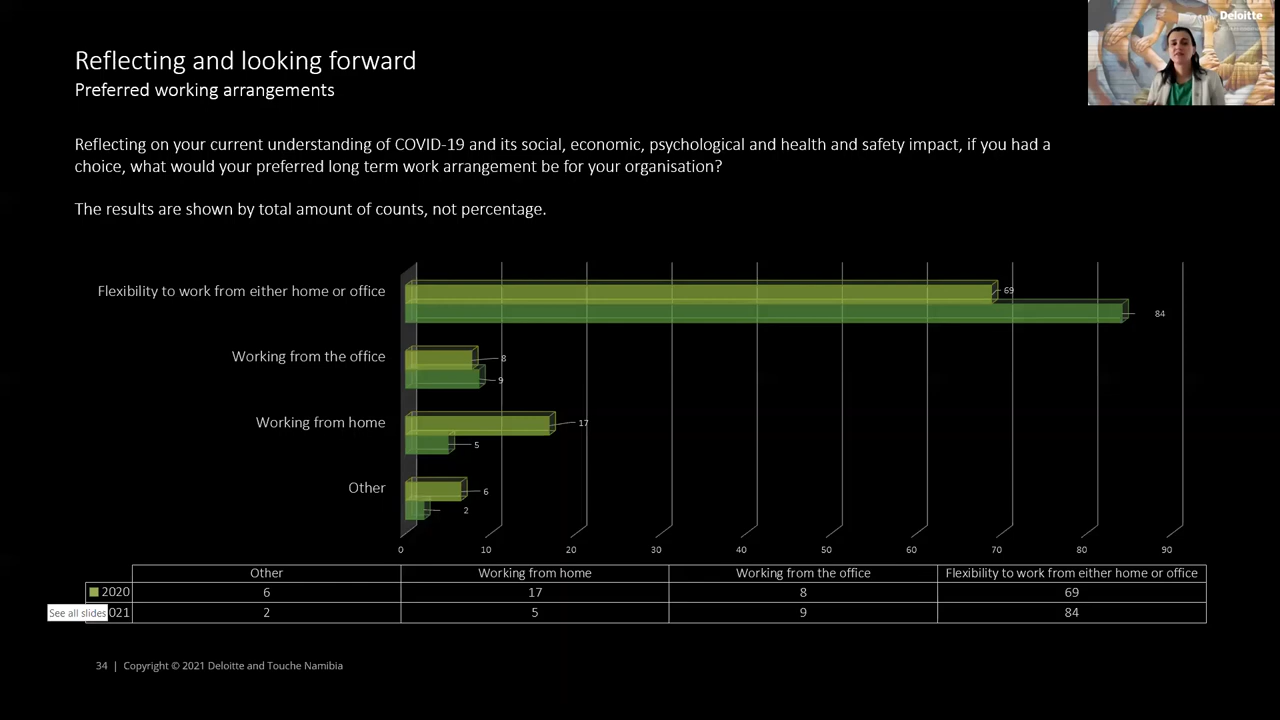 Deloitte
Reflecting and looking forward
Preferred working arrangements
Reflecting on your current understanding of COVID-19 and its social, economic, psychological and health and safety impact, if you had a
choice, what would your preferred long term work arrangement be for your organisation?
The results are shown by total amount of counts, not percentage.
Flexibility to work from either home or office
69
84
Working from the office
8
9
Working from home
17
5
Other
6
2
0 10 20 30 40 50 60 70 80 90
Other Working from home Working from the office Flexibility to work from either home or office
2020 6 17 8 69
See all slides 021 2 5 9 84
34 | Copyright © 2021 Deloitte and Touche Namibia